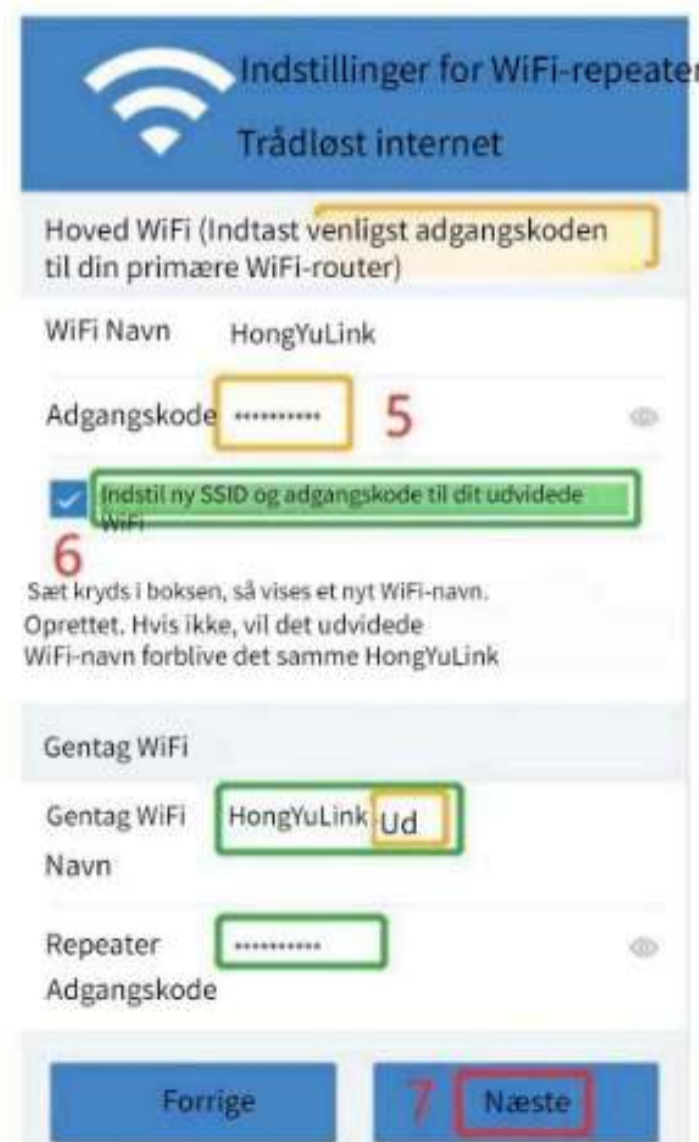 Indstillinger for WiFi-repeater
Trådløst internet
Hoved WiFi (Indtast venligst adgangskoden
til din primære WiFi-router)
WiFi Navn HongYuLink
Adgangskode •••••••••• 5
Indstil ny SSID og adgangskode til dit udvidede
WiFi
6
Sæt kryds i boksen, så vises et nyt WiFi-navn.
Oprettet. Hvis ikke, vil det udvidede
WiFi-navn forblive det samme HongYuLink
Gentag WiFi
Gentag WiFi HongYuLink-Ud
Navn
Repeater ••••••••••
Adgangskode
Forrige 7 Næste